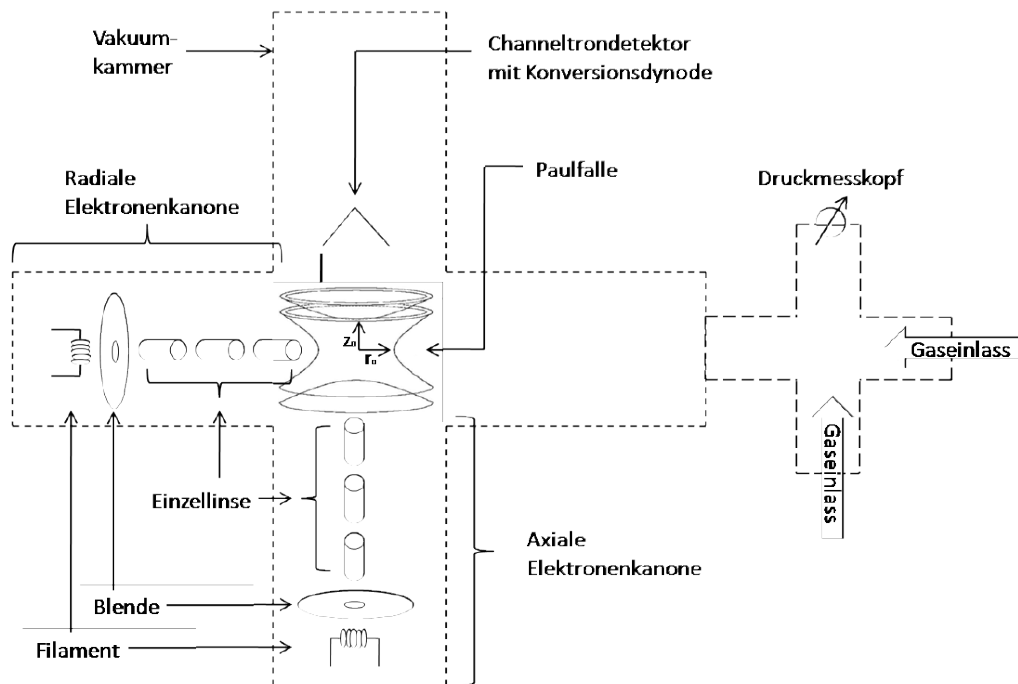 Vakuum-
kammer
Channeltrondetektor
mit Konversionsdynode
Radiale
Elektronenkanone
Paulfalle
Druckmesskopf
z₀
r₀
Gaseinlass
Gaseinlass
Einzellinse
Axiale
Elektronenkanone
Blende
Filament